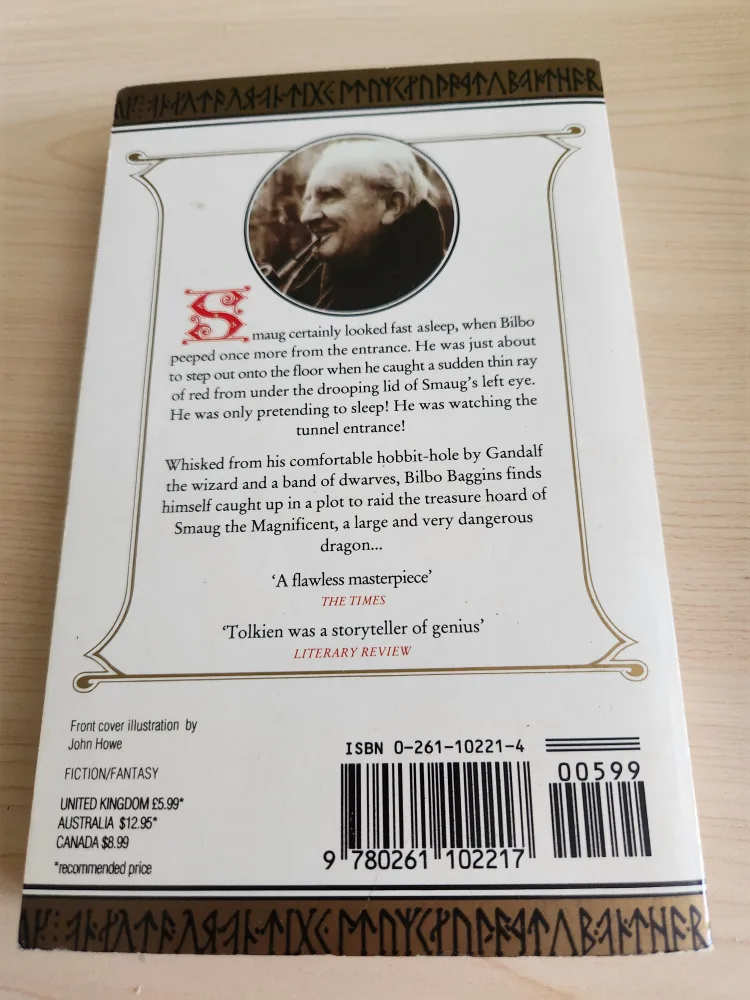 Smaug certainly looked fast asleep, when Bilbo
peeped once more from the entrance. He was just about
to step out onto the floor when he caught a sudden thin ray
of red from under the drooping lid of Smaug's left eye.
He was only pretending to sleep! He was watching the
tunnel entrance!
Whisked from his comfortable hobbit-hole by Gandalf
the wizard and a band of dwarves, Bilbo Baggins finds
himself caught up in a plot to raid the treasure hoard of
Smaug the Magnificent, a large and very dangerous
dragon...
'A flawless masterpiece'
THE TIMES
'Tolkien was a storyteller of genius'
LITERARY REVIEW
Front cover illustration by
John Howe
FICTION/FANTASY
UNITED KINGDOM £5.99*
AUSTRALIA $12.95*
CANADA $8.99
*recommended price
ISBN 0-261-10221-4
00599
9 780261 102217